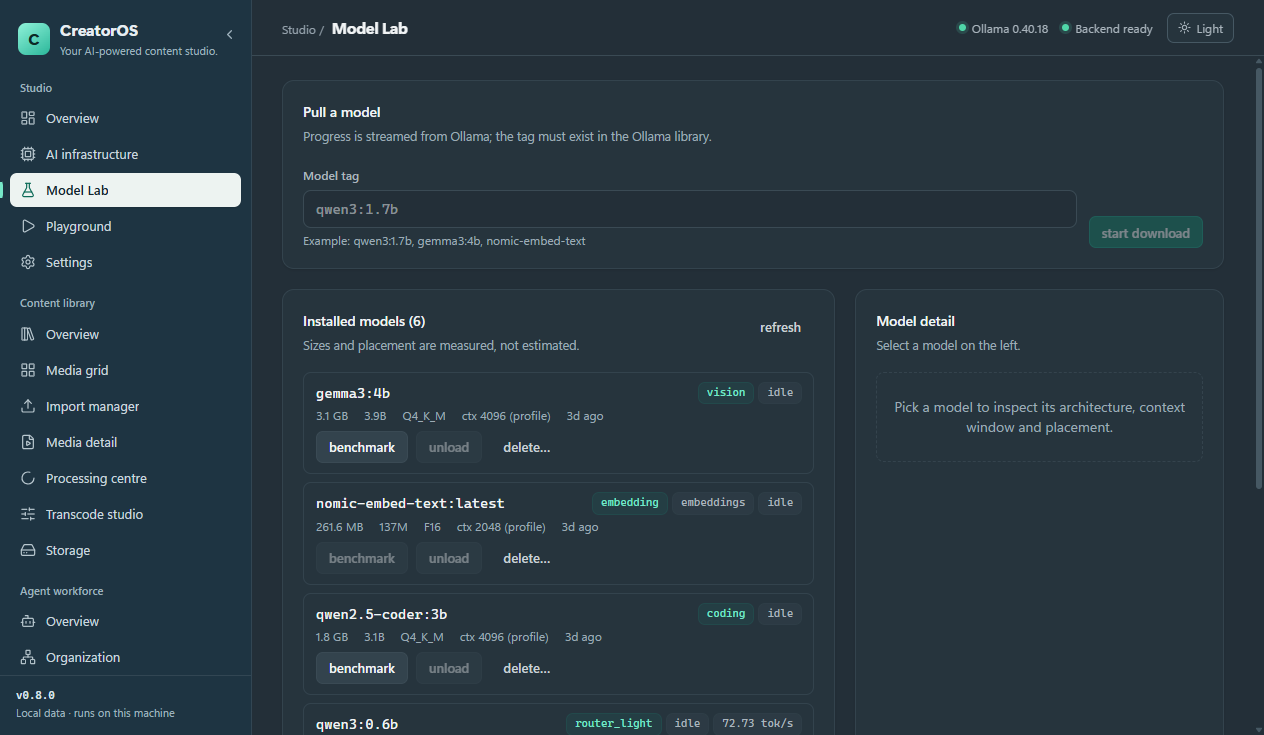 C
CreatorOS
Your AI-powered content studio.
Studio
Overview
AI infrastructure
Model Lab
Playground
Settings
Content library
Overview
Media grid
Import manager
Media detail
Processing centre
Transcode studio
Storage
Agent workforce
Overview
Organization
v0.8.0
Local data · runs on this machine
Studio / Model Lab
Ollama 0.40.18
Backend ready
Light
Pull a model
Progress is streamed from Ollama; the tag must exist in the Ollama library.
Model tag
qwen3:1.7b
Example: qwen3:1.7b, gemma3:4b, nomic-embed-text
start download
Installed models (6)
Sizes and placement are measured, not estimated.
refresh
gemma3:4b vision idle
3.1 GB 3.9B Q4_K_M ctx 4096 (profile) 3d ago
benchmark unload delete...
nomic-embed-text:latest embedding embeddings idle
261.6 MB 137M F16 ctx 2048 (profile) 3d ago
benchmark unload delete...
qwen2.5-coder:3b coding idle
1.8 GB 3.1B Q4_K_M ctx 4096 (profile) 3d ago
benchmark unload delete...
qwen3:0.6b router_light idle 72.73 tok/s
Model detail
Select a model on the left.
Pick a model to inspect its architecture, context
window and placement.